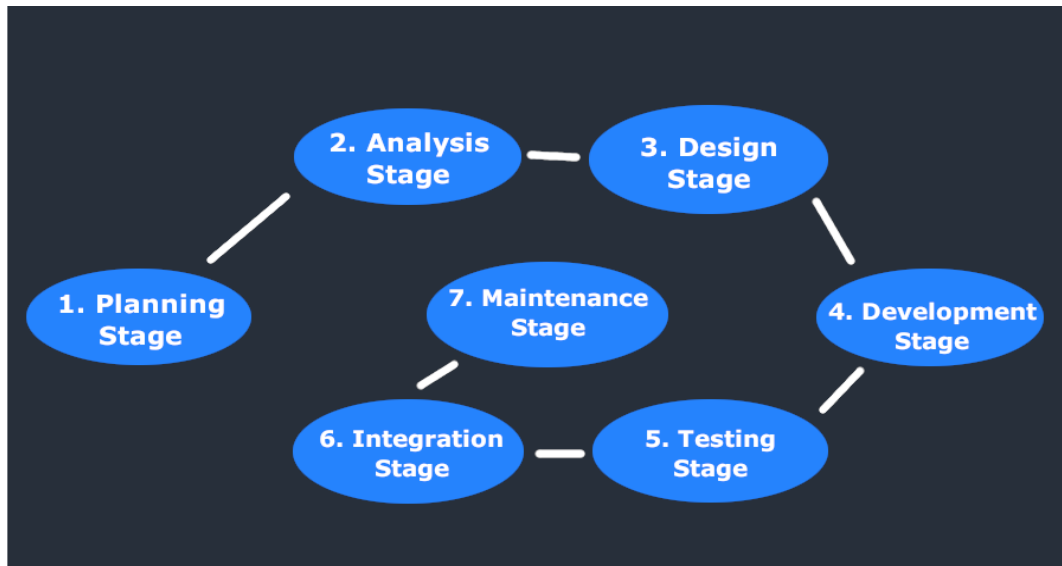 1. Planning
Stage
2. Analysis
Stage
3. Design
Stage
4. Development
Stage
5. Testing
Stage
6. Integration
Stage
7. Maintenance
Stage